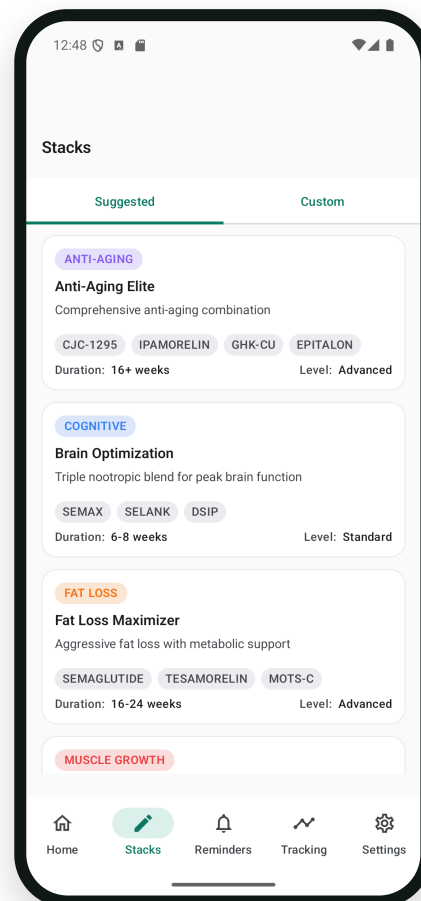 12:48
Stacks
Suggested Custom
ANTI-AGING
Anti-Aging Elite
Comprehensive anti-aging combination
CJC-1295 IPAMORELIN GHK-CU EPITALON
Duration: 16+ weeks Level: Advanced
COGNITIVE
Brain Optimization
Triple nootropic blend for peak brain function
SEMAX SELANK DSIP
Duration: 6-8 weeks Level: Standard
FAT LOSS
Fat Loss Maximizer
Aggressive fat loss with metabolic support
SEMAGLUTIDE TESAMORELIN MOTS-C
Duration: 16-24 weeks Level: Advanced
MUSCLE GROWTH
Home Stacks Reminders Tracking Settings